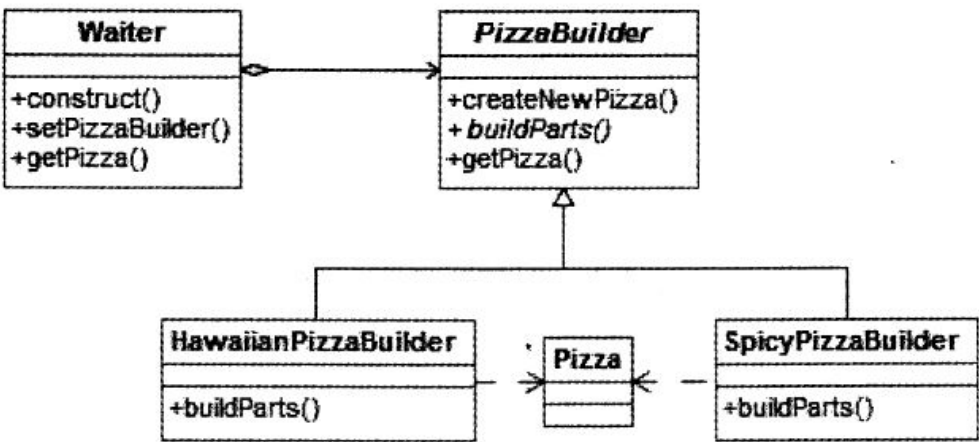 Waiter
+construct()
+setPizzaBuilder()
+getPizza()
PizzaBuilder
+createNewPizza()
+ buildParts()
+getPizza()
HawaiianPizzaBuilder
+buildParts()
Pizza
SpicyPizzaBuilder
+buildParts()